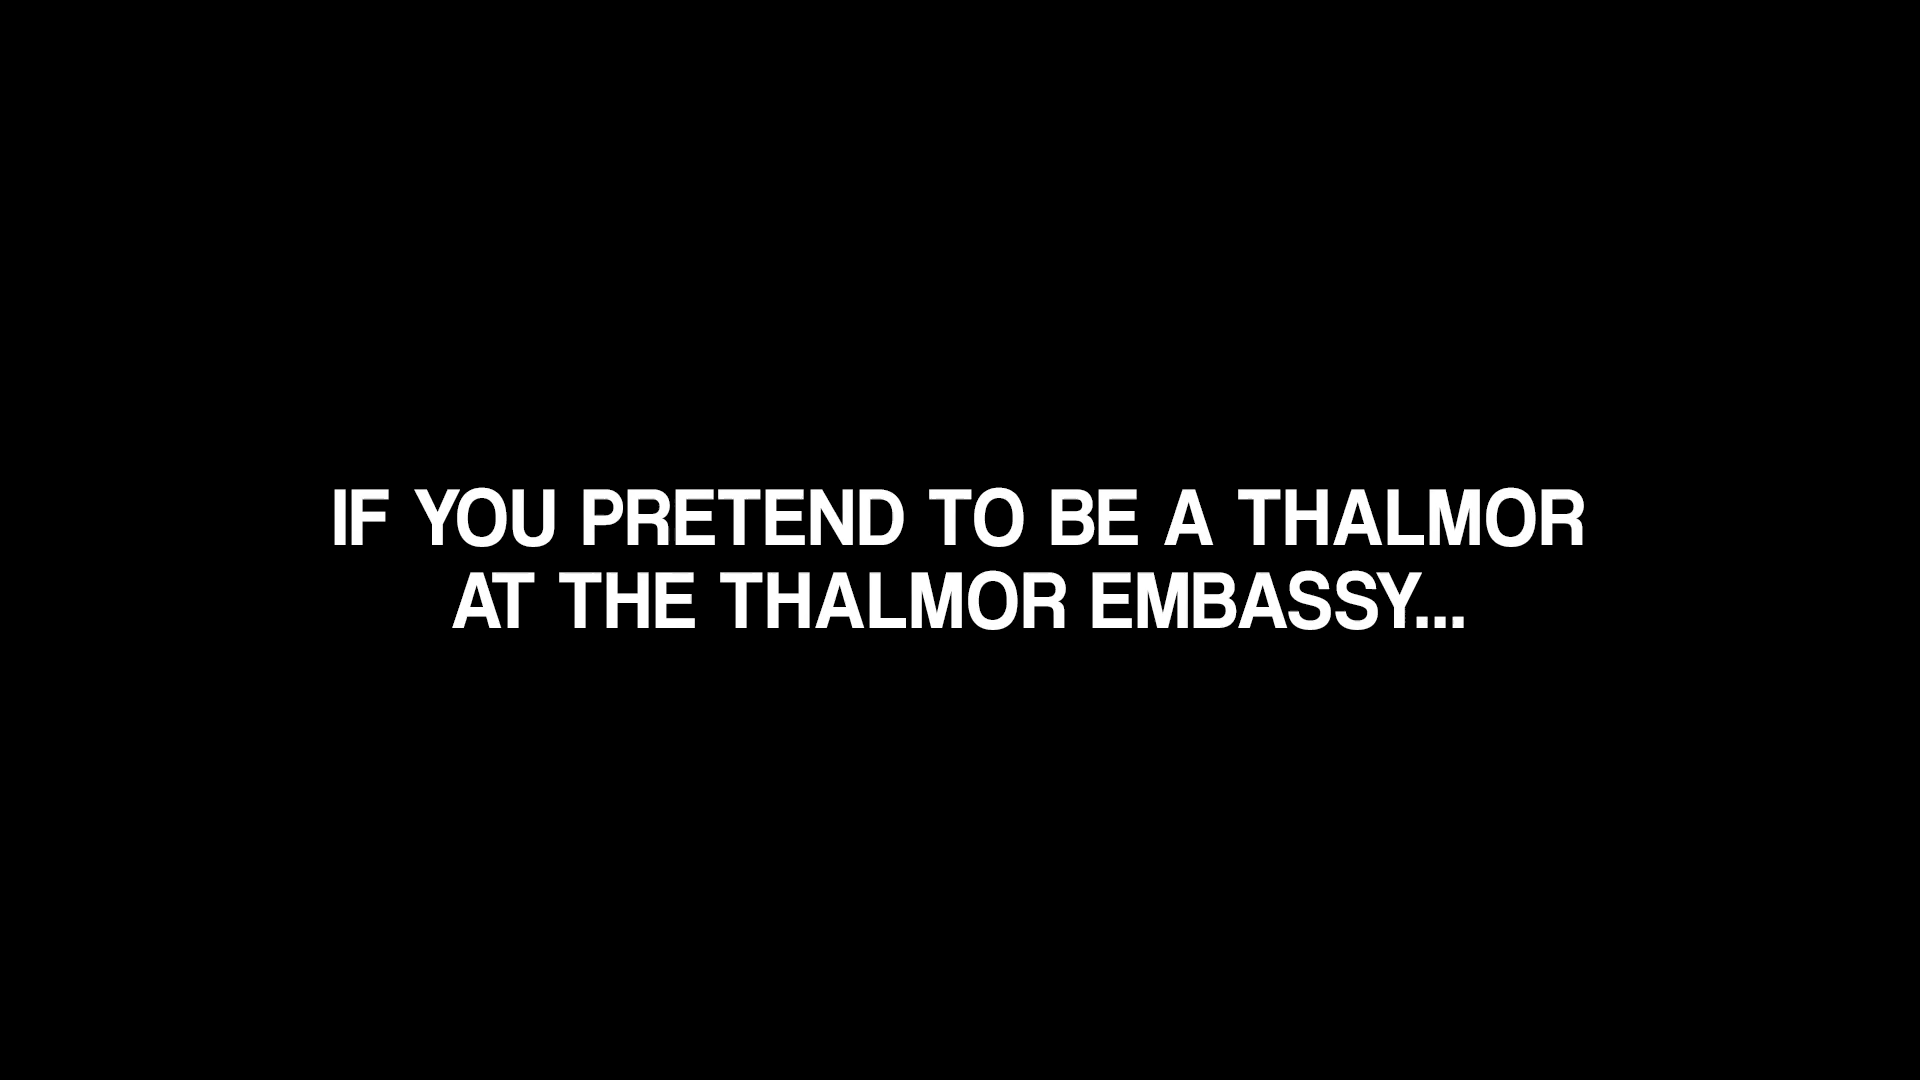 IF YOU PRETEND TO BE A THALMOR
AT THE THALMOR EMBASSY...